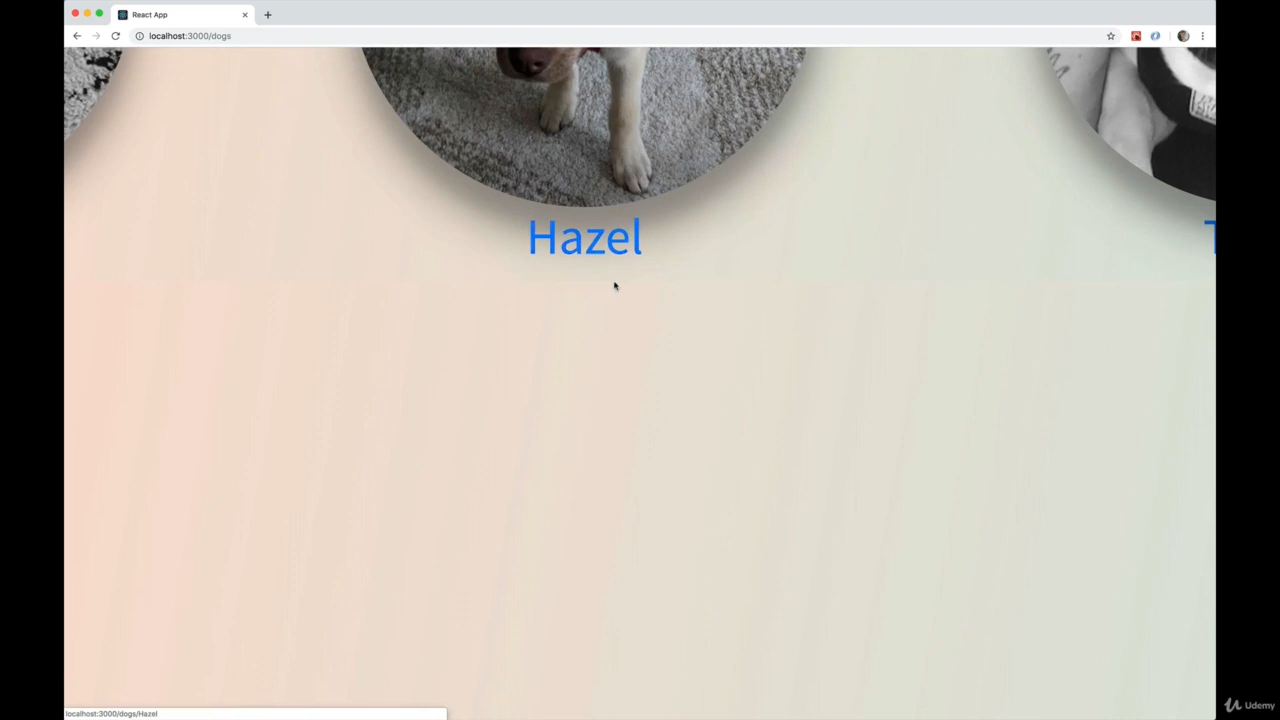 React App
localhost:3000/dogs
Hazel
T
localhost:3000/dogs/Hazel
Udemy